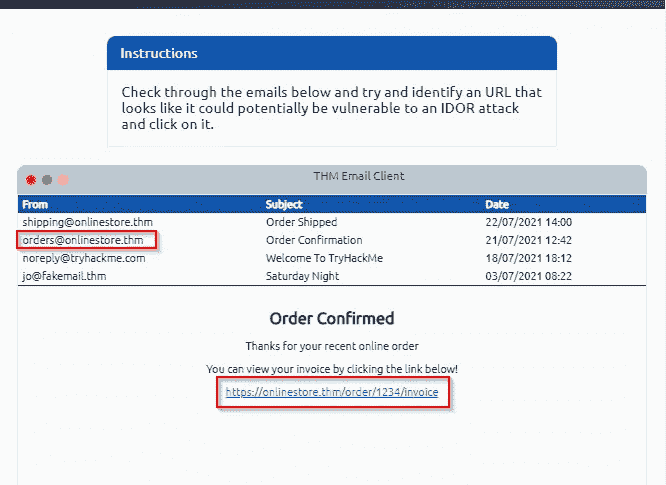 Instructions
Check through the emails below and try and identify an URL that
looks like it could potentially be vulnerable to an IDOR attack
and click on it.
THM Email Client
From Subject Date
shipping@onlinestore.thm Order Shipped 22/07/2021 14:00
orders@onlinestore.thm Order Confirmation 21/07/2021 12:42
noreply@tryhackme.com Welcome To TryHackMe 18/07/2021 18:12
jo@fakemail.thm Saturday Night 03/07/2021 08:22
Order Confirmed
Thanks for your recent online order
You can view your invoice by clicking the link below!
https://onlinestore.thm/order/1234/invoice